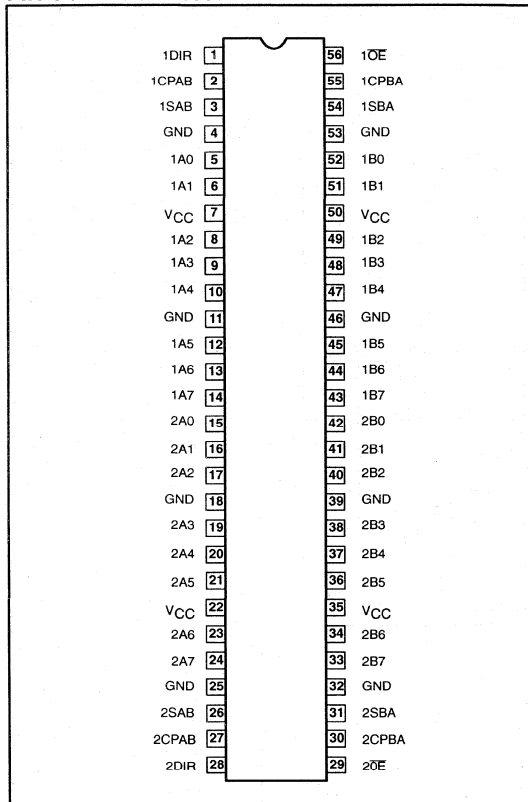 1DIR 1 56 1O̅E̅
1CPAB 2 55 1CPBA
1SAB 3 54 1SBA
GND 4 53 GND
1A0 5 52 1B0
1A1 6 51 1B1
VCC 7 50 VCC
1A2 8 49 1B2
1A3 9 48 1B3
1A4 10 47 1B4
GND 11 46 GND
1A5 12 45 1B5
1A6 13 44 1B6
1A7 14 43 1B7
2A0 15 42 2B0
2A1 16 41 2B1
2A2 17 40 2B2
GND 18 39 GND
2A3 19 38 2B3
2A4 20 37 2B4
2A5 21 36 2B5
VCC 22 35 VCC
2A6 23 34 2B6
2A7 24 33 2B7
GND 25 32 GND
2SAB 26 31 2SBA
2CPAB 27 30 2CPBA
2DIR 28 29 2O̅E̅